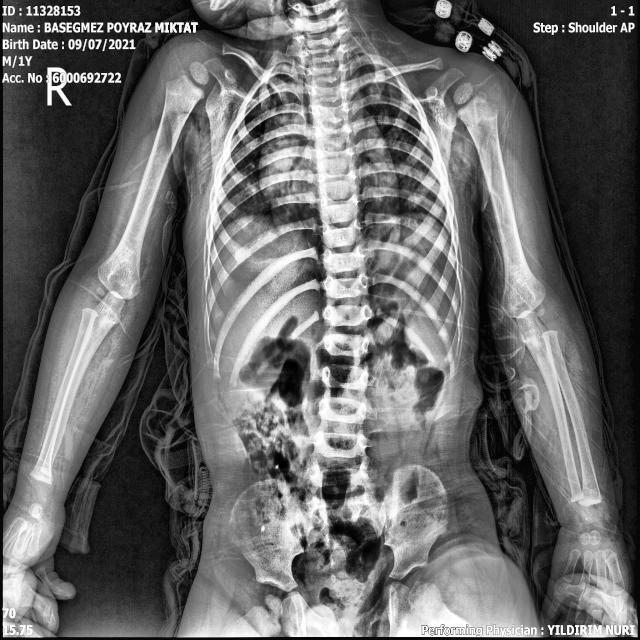 ID : 11328153
Name : BASEGMEZ POYRAZ MIKTAT
Birth Date : 09/07/2021
M/1Y
Acc. No : 6000692722
R
1 - 1
Step : Shoulder AP
70
15.75
Performing Physician : YILDIRIM NURI